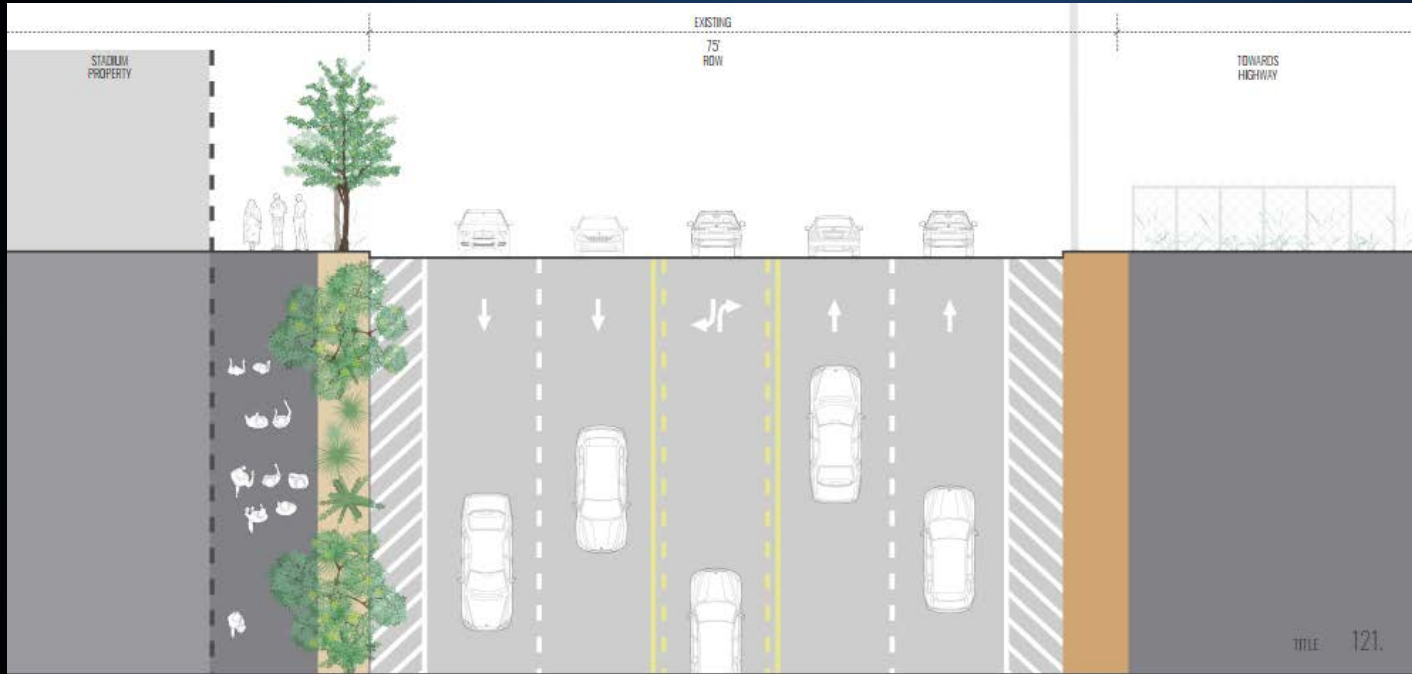 EXISTING
75'
ROW
STADIUM
PROPERTY
TOWARDS
HIGHWAY
TITLE 121.